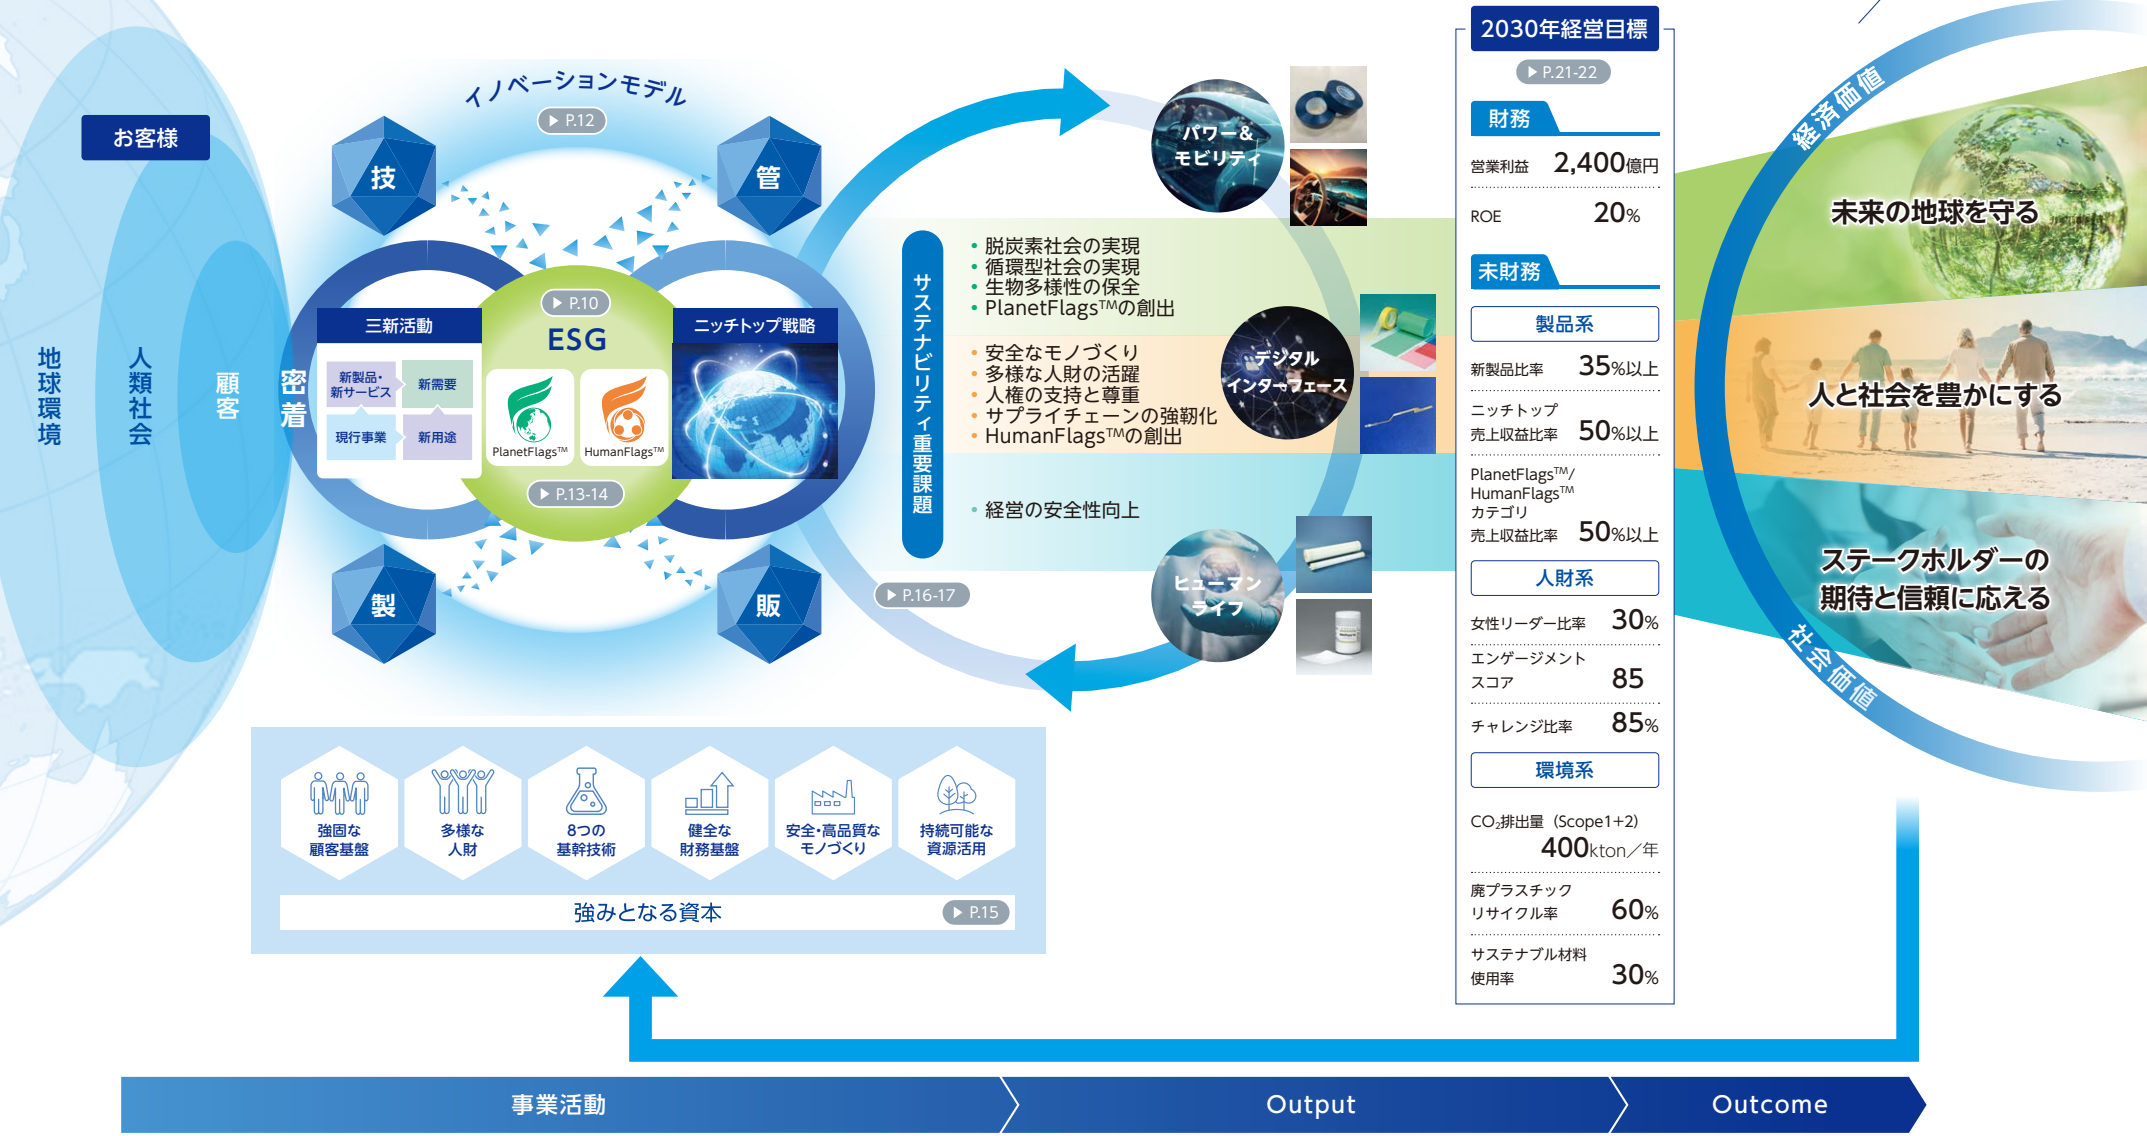 お客様
地球環境
人類社会
顧客
密着
イノベーションモデル
▶ P.12
技
管
製
販
三新活動
新製品・
新サービス
新需要
現行事業
新用途
▶ P.10
ESG
PlanetFlags™
HumanFlags™
▶ P.13-14
ニッチトップ戦略
サステナビリティ重要課題
• 脱炭素社会の実現
• 循環型社会の実現
• 生物多様性の保全
• PlanetFlags™の創出
• 安全なモノづくり
• 多様な人財の活躍
• 人権の支持と尊重
• サプライチェーンの強靭化
• HumanFlags™の創出
• 経営の安全性向上
▶ P.16-17
パワー＆
モビリティ
デジタル
インターフェース
ヒューマン
ライフ
強固な
顧客基盤
多様な
人財
8つの
基幹技術
健全な
財務基盤
安全・高品質な
モノづくり
持続可能な
資源活用
強みとなる資本
▶ P.15
2030年経営目標
▶ P.21-22
財務
営業利益 2,400億円
ROE 20%
未財務
製品系
新製品比率 35%以上
ニッチトップ
売上収益比率 50%以上
PlanetFlags™/
HumanFlags™
カテゴリ
売上収益比率 50%以上
人財系
女性リーダー比率 30%
エンゲージメント
スコア 85
チャレンジ比率 85%
環境系
CO₂排出量（Scope1+2）
400kton／年
廃プラスチック
リサイクル率 60%
サステナブル材料
使用率 30%
経済価値
未来の地球を守る
人と社会を豊かにする
ステークホルダーの
期待と信頼に応える
社会価値
事業活動
Output
Outcome